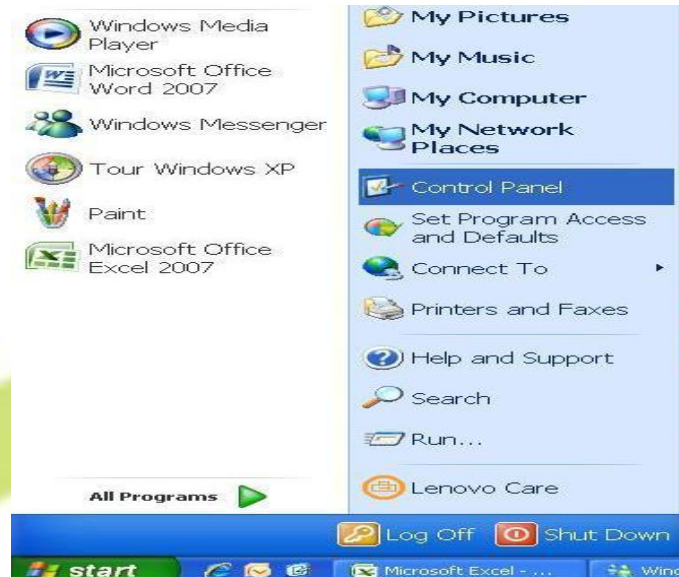 Windows Media
Player
Microsoft Office
Word 2007
Windows Messenger
Tour Windows XP
Paint
Microsoft Office
Excel 2007
All Programs
My Pictures
My Music
My Computer
My Network
Places
Control Panel
Set Program Access
and Defaults
Connect To
Printers and Faxes
Help and Support
Search
Run...
Lenovo Care
Log Off
Shut Down
start
Microsoft Excel - ...
Wind